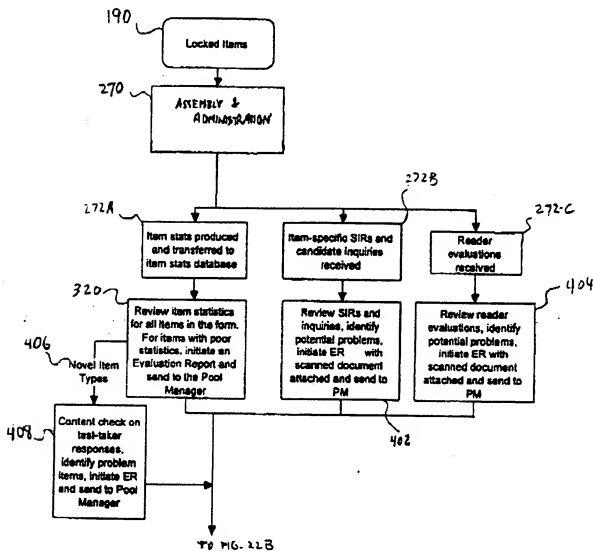 190
Locked Items
270
ASSEMBLY &
ADMINISTRATION
272A
272B
272-C
Item stats produced
and transferred to
item stats database
Item-specific SIRs and
candidate inquiries
received
Reader
evaluations
received
320
404
Review item statistics
for all items in the form.
For items with poor
statistics, initiate an
Evaluation Report and
send to the Pool
Manager
Review SIRs and
inquiries, identify
potential problems,
initiate ER with
scanned document
attached and send to
PM
Review reader
evaluations, identify
potential problems,
initiate ER with
scanned document
attached and send to
PM
406
Novel Item
Types
402
408
Content check on
test-taker
responses,
identify problem
items, initiate ER
and send to Pool
Manager
TO FIG. 22B